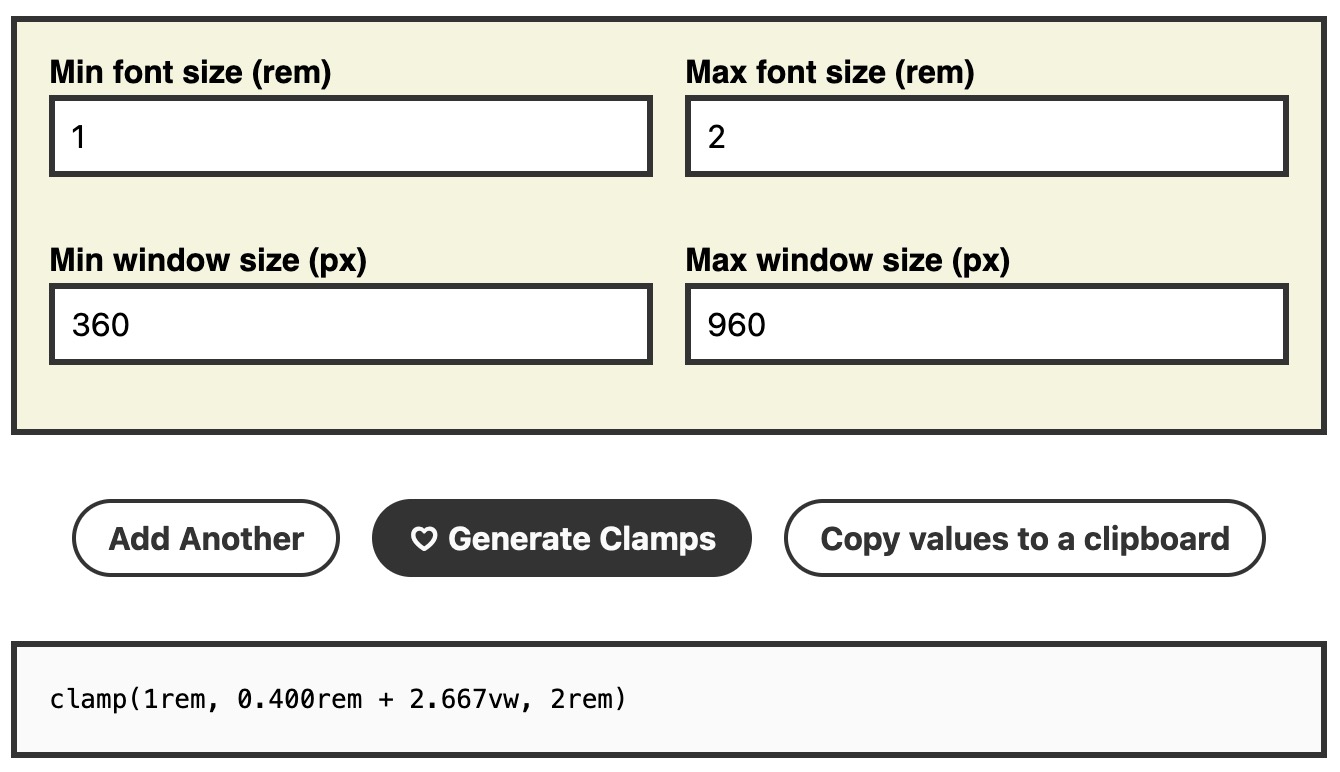 Min font size (rem)
Max font size (rem)
1
2
Min window size (px)
Max window size (px)
360
960
Add Another
♡ Generate Clamps
Copy values to a clipboard
clamp(1rem, 0.400rem + 2.667vw, 2rem)